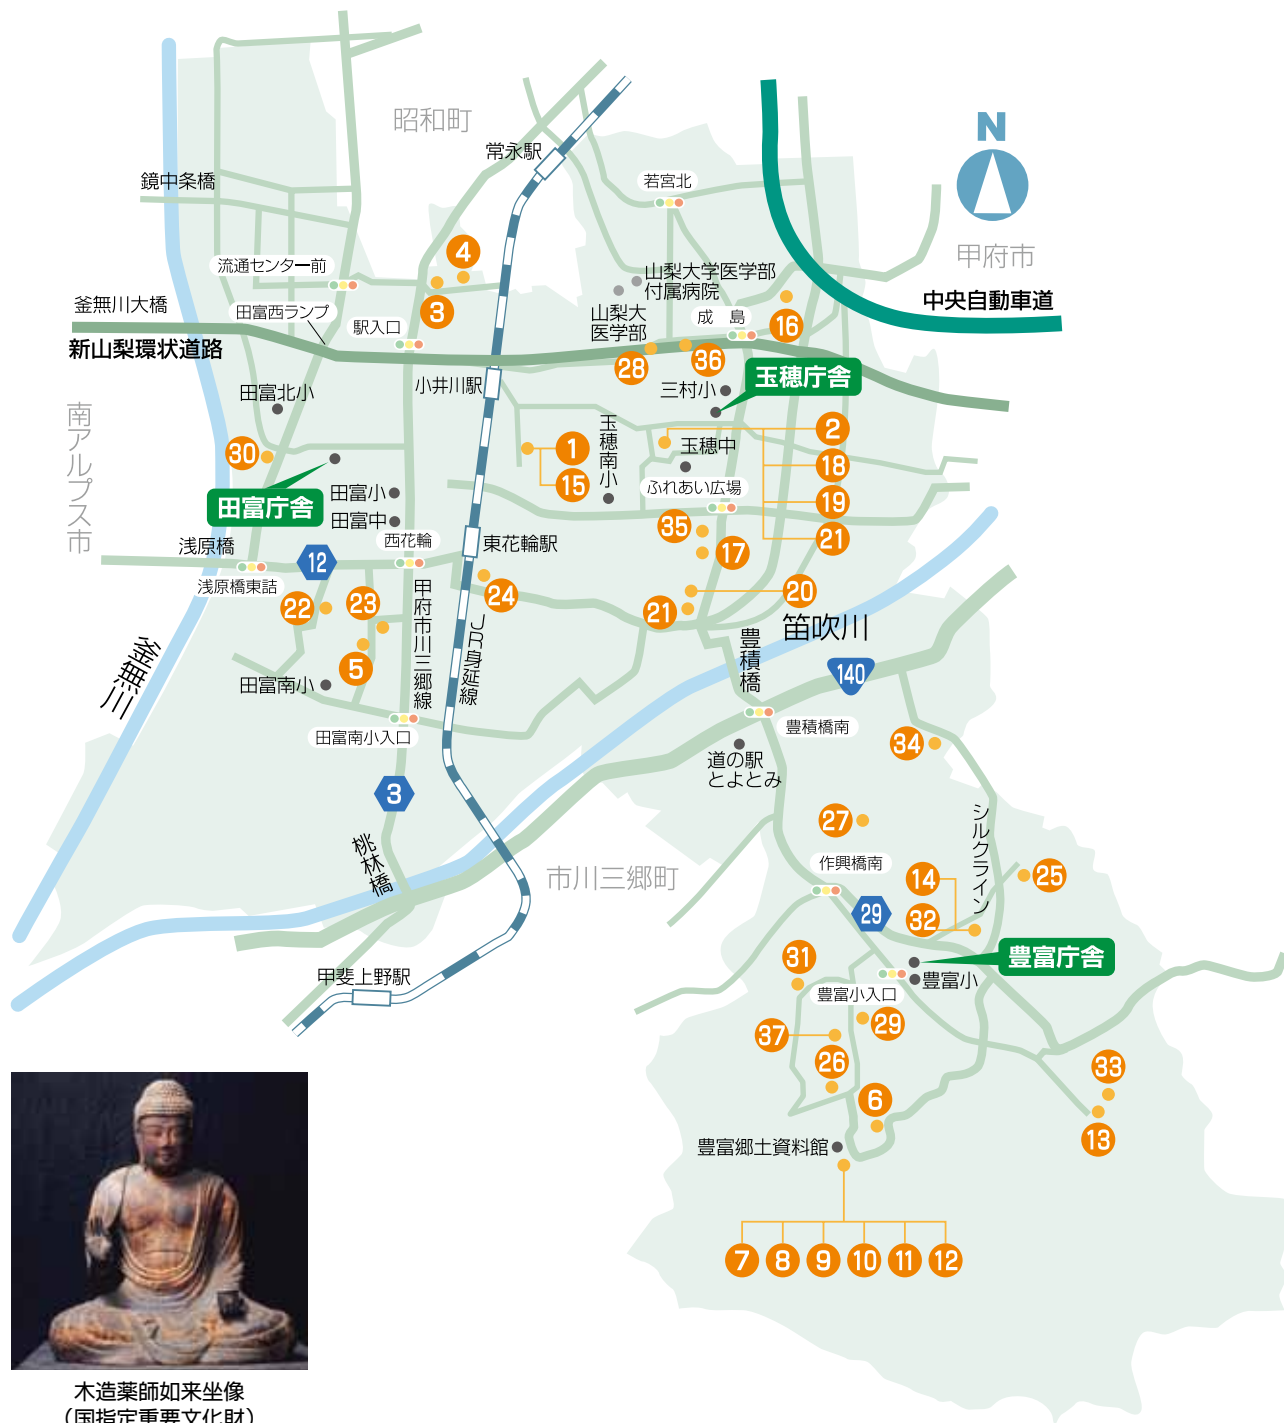 N
昭和町
常永駅
鏡中条橋
若宮北
甲府市
流通センター前
4
山梨大学医学部
付属病院
釜無川大橋
田富西ランプ
3
山梨大
医学部
成　島
16
中央自動車道
駅入口
新山梨環状道路
28
36
玉穂庁舎
小井川駅
三村小
田富北小
南アルプス市
玉穂南小
2
30
1
玉穂中
18
15
田富小
ふれあい広場
19
田富庁舎
田富中
35
21
浅原橋
西花輪
東花輪駅
17
12
浅原橋東詰
22
23
甲府市川三郷線
24
20
21
笛吹川
JR身延線
豊積橋
釜無川
5
140
田富南小
豊積橋南
田富南小入口
34
道の駅
とよとみ
3
シルクライン
27
桃林橋
作興橋南
市川三郷町
14
25
29
32
31
豊富庁舎
甲斐上野駅
豊富小
豊富小入口
29
37
26
33
6
13
豊富郷土資料館
7
8
9
10
11
12
木造薬師如来坐像
（国指定重要文化財）